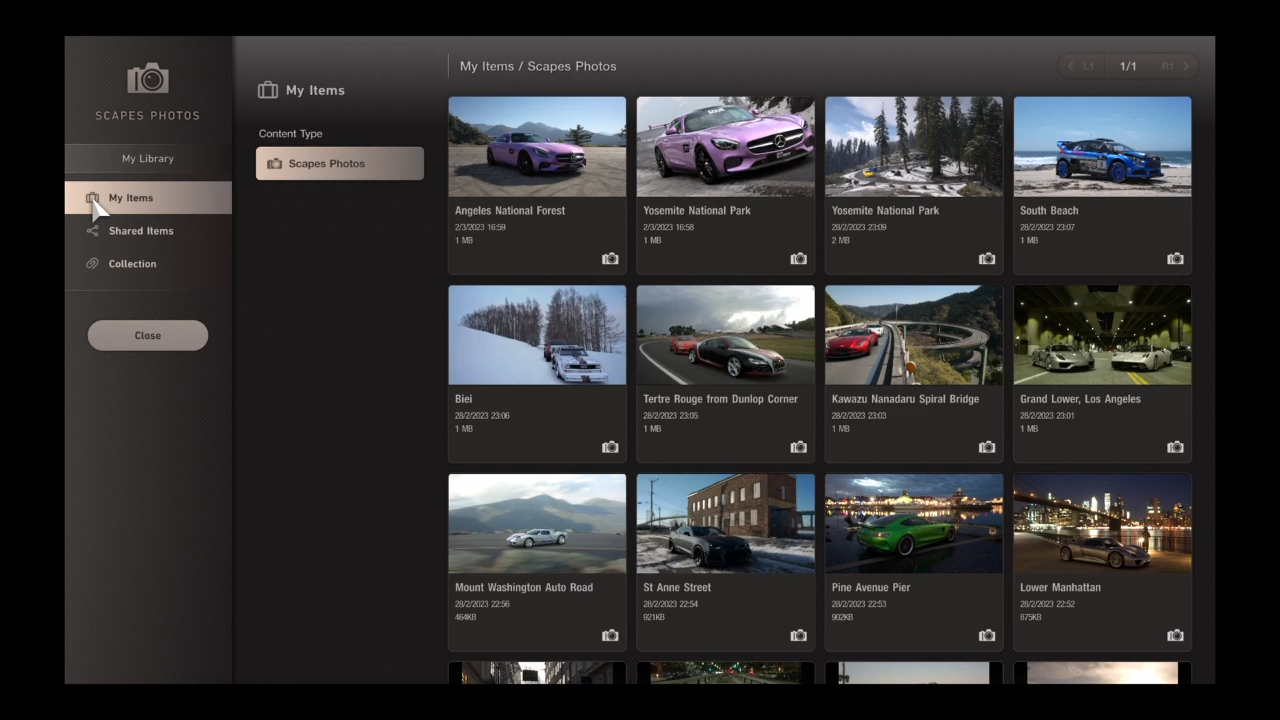 SCAPES PHOTOS
My Library
My Items
Shared Items
Collection
Close
My Items
Content Type
Scapes Photos
My Items / Scapes Photos
L1 1/1 R1
Angeles National Forest
2/3/2023 16:59
1 MB
Yosemite National Park
2/3/2023 16:58
1 MB
Yosemite National Park
28/2/2023 23:09
2 MB
South Beach
28/2/2023 23:07
1 MB
Biei
28/2/2023 23:06
1 MB
Tertre Rouge from Dunlop Corner
28/2/2023 23:05
1 MB
Kawazu Nanadaru Spiral Bridge
28/2/2023 23:03
1 MB
Grand Lower, Los Angeles
28/2/2023 23:01
1 MB
Mount Washington Auto Road
28/2/2023 22:56
464KB
St Anne Street
28/2/2023 22:54
921KB
Pine Avenue Pier
28/2/2023 22:53
902KB
Lower Manhattan
28/2/2023 22:52
875KB